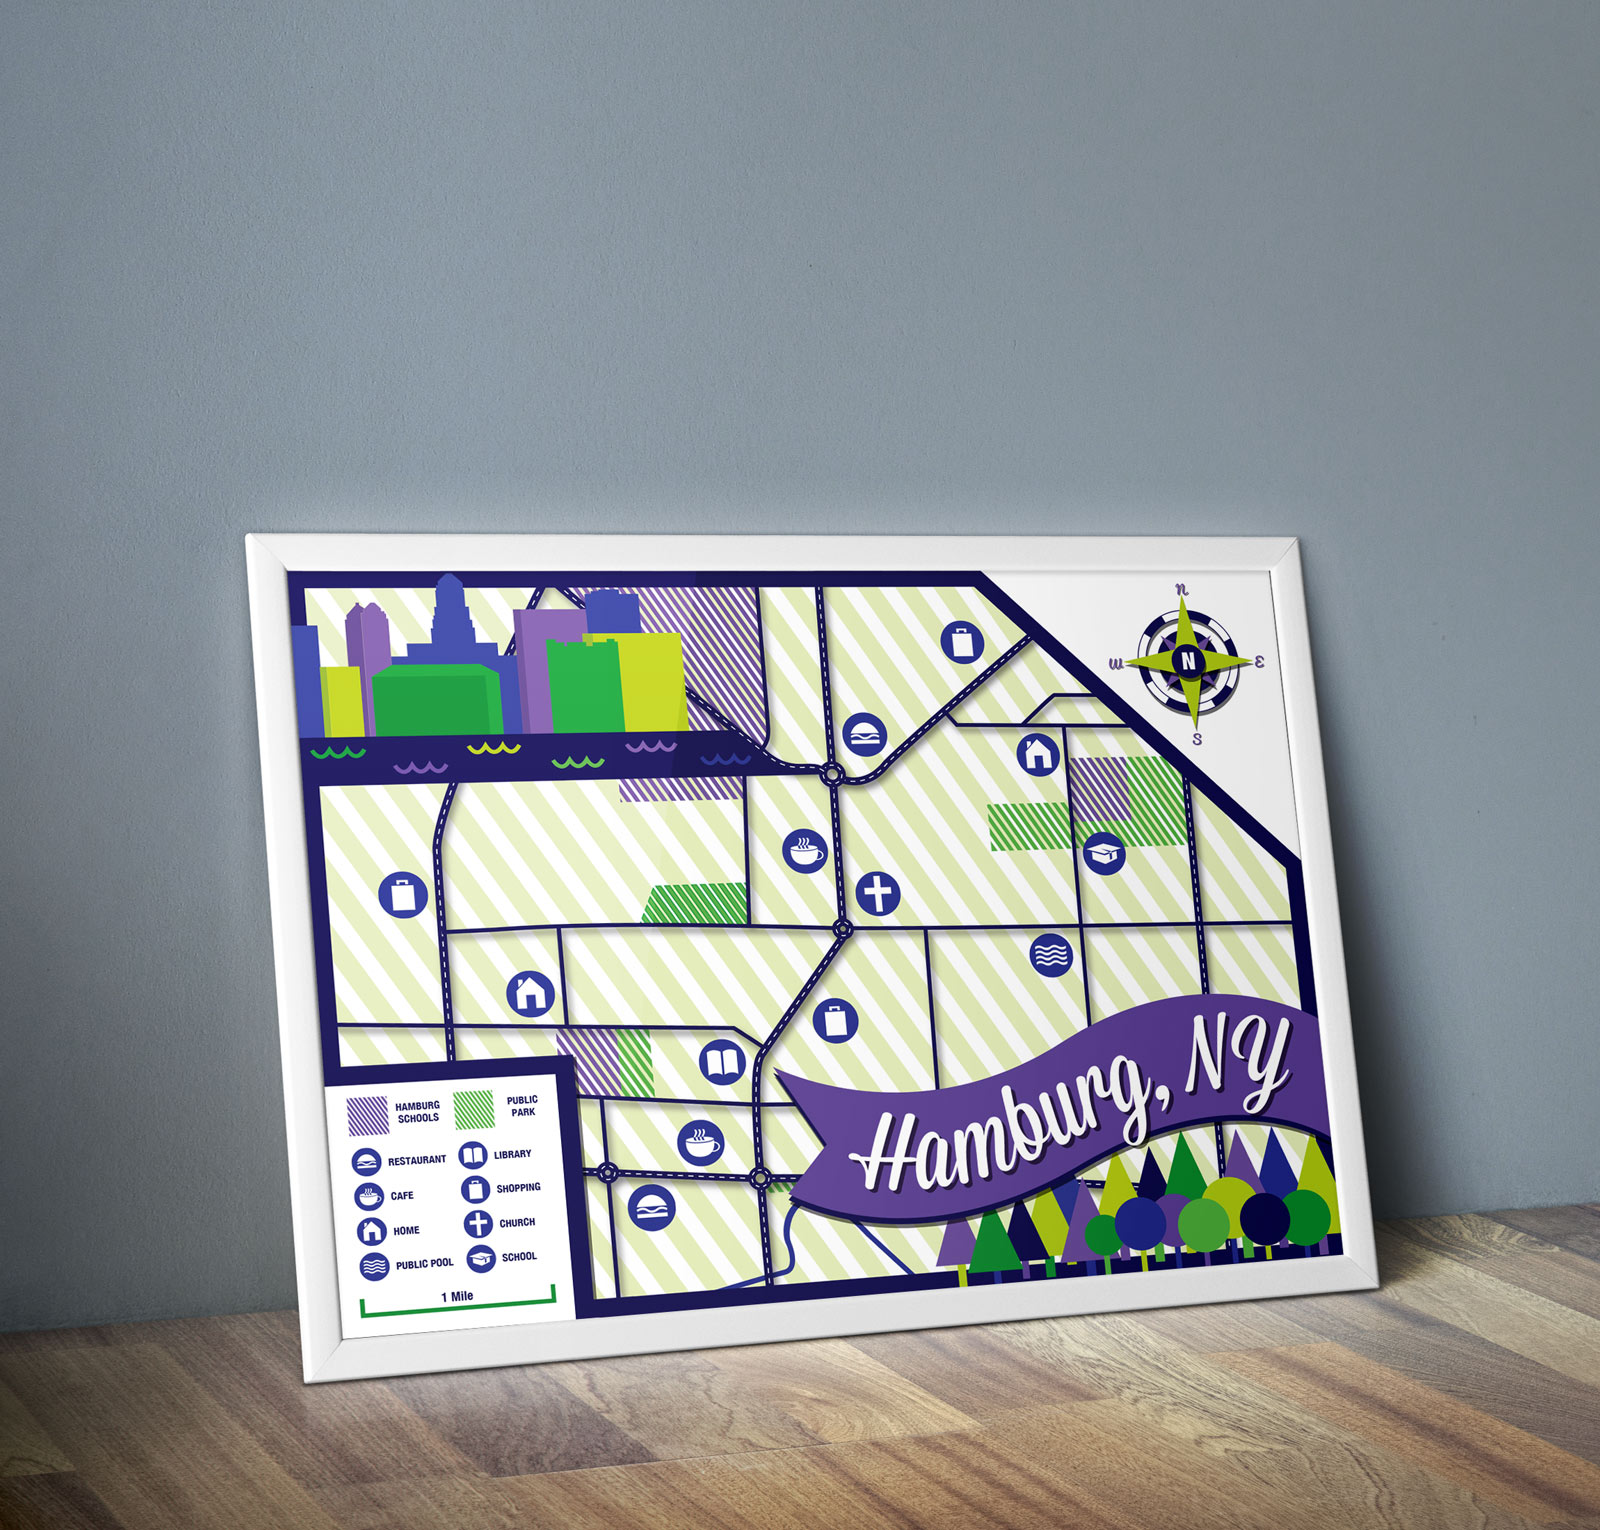 N
W
N
E
S
Hamburg, NY
HAMBURG
SCHOOLS
PUBLIC
PARK
RESTAURANT
LIBRARY
CAFE
SHOPPING
HOME
CHURCH
PUBLIC POOL
SCHOOL
1 Mile